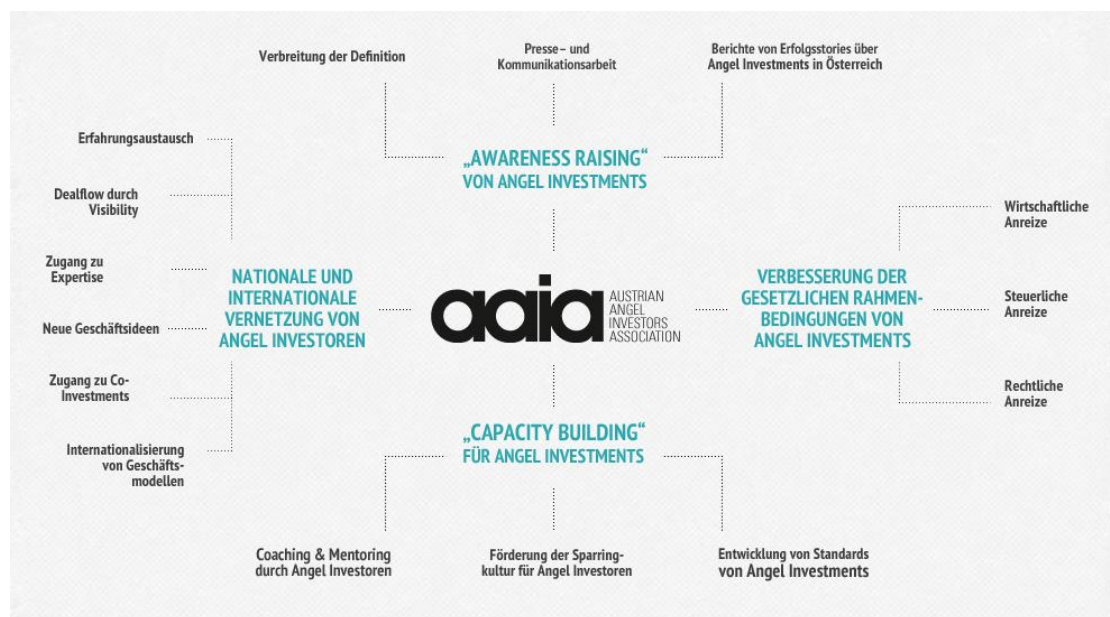 Verbreitung der Definition
Presse– und
Kommunikationsarbeit
Berichte von Erfolgsstories über
Angel Investments in Österreich
„AWARENESS RAISING“
VON ANGEL INVESTMENTS
Erfahrungsaustausch
Dealflow durch
Visibility
Zugang zu
Expertise
Neue Geschäftsideen
Zugang zu Co-
Investments
Internationalisierung
von Geschäfts-
modellen
NATIONALE UND
INTERNATIONALE
VERNETZUNG VON
ANGEL INVESTOREN
aaia
AUSTRIAN
ANGEL
INVESTORS
ASSOCIATION
VERBESSERUNG DER
GESETZLICHEN RAHMEN-
BEDINGUNGEN VON
ANGEL INVESTMENTS
Wirtschaftliche
Anreize
Steuerliche
Anreize
Rechtliche
Anreize
„CAPACITY BUILDING“
FÜR ANGEL INVESTMENTS
Coaching & Mentoring
durch Angel Investoren
Förderung der Sparring-
kultur für Angel Investoren
Entwicklung von Standards
von Angel Investments